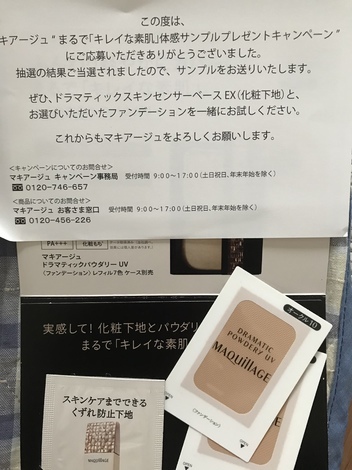 この度は、
キアージュ"まるで「キレイな素肌」体感サンプルプレゼントキャンペーン"
にご応募いただきありがとうございました。
抽選の結果ご当選されましたので、サンプルをお送りいたします。
ぜひ、ドラマティックスキンセンサーベース EX(化粧下地)と、
お選びいただいたファンデーションを一緒にお試しください。
これからもマキアージュをよろしくお願いします。
<キャンペーンについてのお問合せ>
マキアージュ キャンペーン事務局 受付時間 9:00~17:00(土日祝日、年末年始を除く)
0120-746-657
<商品についてのお問合せ>
マキアージュ お客さま窓口 受付時間 9:00~17:00(土日祝日、年末年始を除く)
0120-456-226
PA+++ 化粧もち
マキアージュ
ドラマティックパウダリー UV
〈ファンデーション〉レフィル7色 ケース別売
実感して!化粧下地とパウダリ
まるで「キレイな素肌
オークル10
DRAMATIC
POWDERY UV
MAQuillAGE
〈ファンデーション〉
スキンケアまでできる
くずれ防止下地